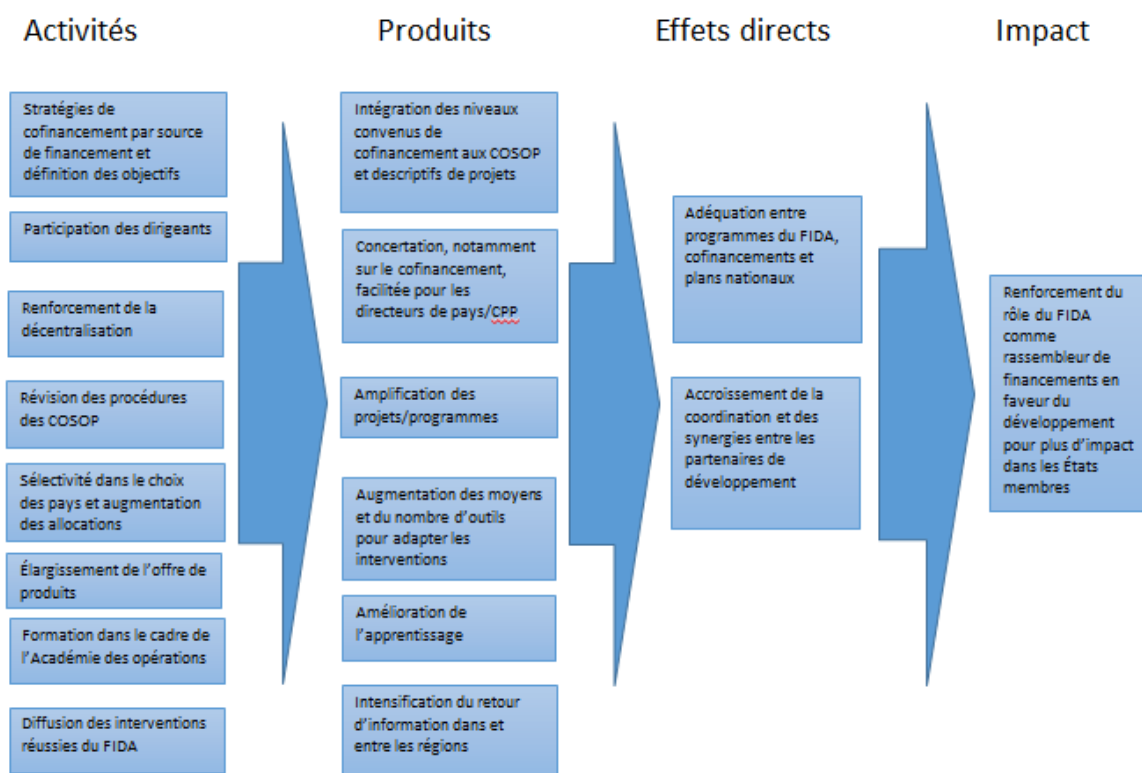 Activités
Produits
Effets directs
Impact
Stratégies de
cofinancement par source
de financement et
définition des objectifs
Participation des dirigeants
Renforcement de la
décentralisation
Révision des procédures
des COSOP
Sélectivité dans le choix
des pays et augmentation
des allocations
Élargissement de l'offre de
produits
Formation dans le cadre de
l'Académie des opérations
Diffusion des interventions
réussies du FIDA
Intégration des niveaux
convenus de
cofinancement aux COSOP
et descriptifs de projets
Concertation, notamment
sur le cofinancement,
facilitée pour les
directeurs de pays/CPP
Amplification des
projets/programmes
Augmentation des moyens
et du nombre d'outils
pour adapter les
interventions
Amélioration de
l'apprentissage
Intensification du retour
d'information dans et
entre les régions
Adéquation entre
programmes du FIDA,
cofinancements et
plans nationaux
Accroissement de la
coordination et des
synergies entre les
partenaires de
développement
Renforcement du
rôle du FIDA
comme
rassembleur de
financements en
faveur du
développement
pour plus d'impact
dans les États
membres